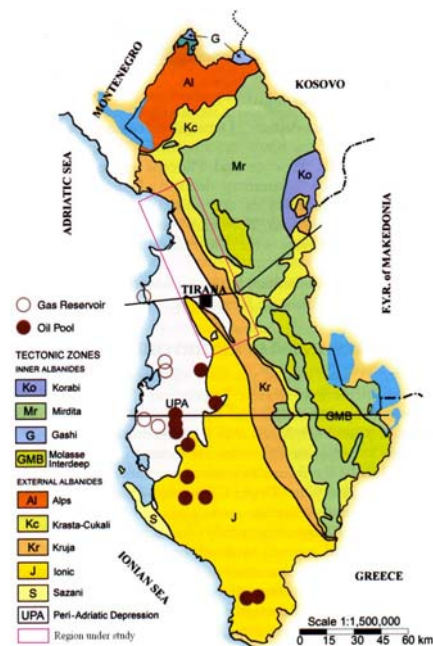 G
MONTENEGRO
KOSOVO
Al
Kc
Mr
Ko
ADRIATIC SEA
F.Y.R. of MAKEDONIA
TIRANA
Gas Reservoir
Oil Pool
TECTONIC ZONES
INNER ALBANIDES
Ko Korabi
Mr Mirdita
G Gashi
GMB Molasse
Interdeep
EXTERNAL ALBANIDES
Al Alps
Kc Krasta-Cukali
Kr Kruja
J Ionic
S Sazani
UPA Peri-Adriatic Depression
Region under study
UPA
Kr
GMB
S
J
IONIAN SEA
GREECE
Scale 1:1,500,000
0 15 30 45 60 km